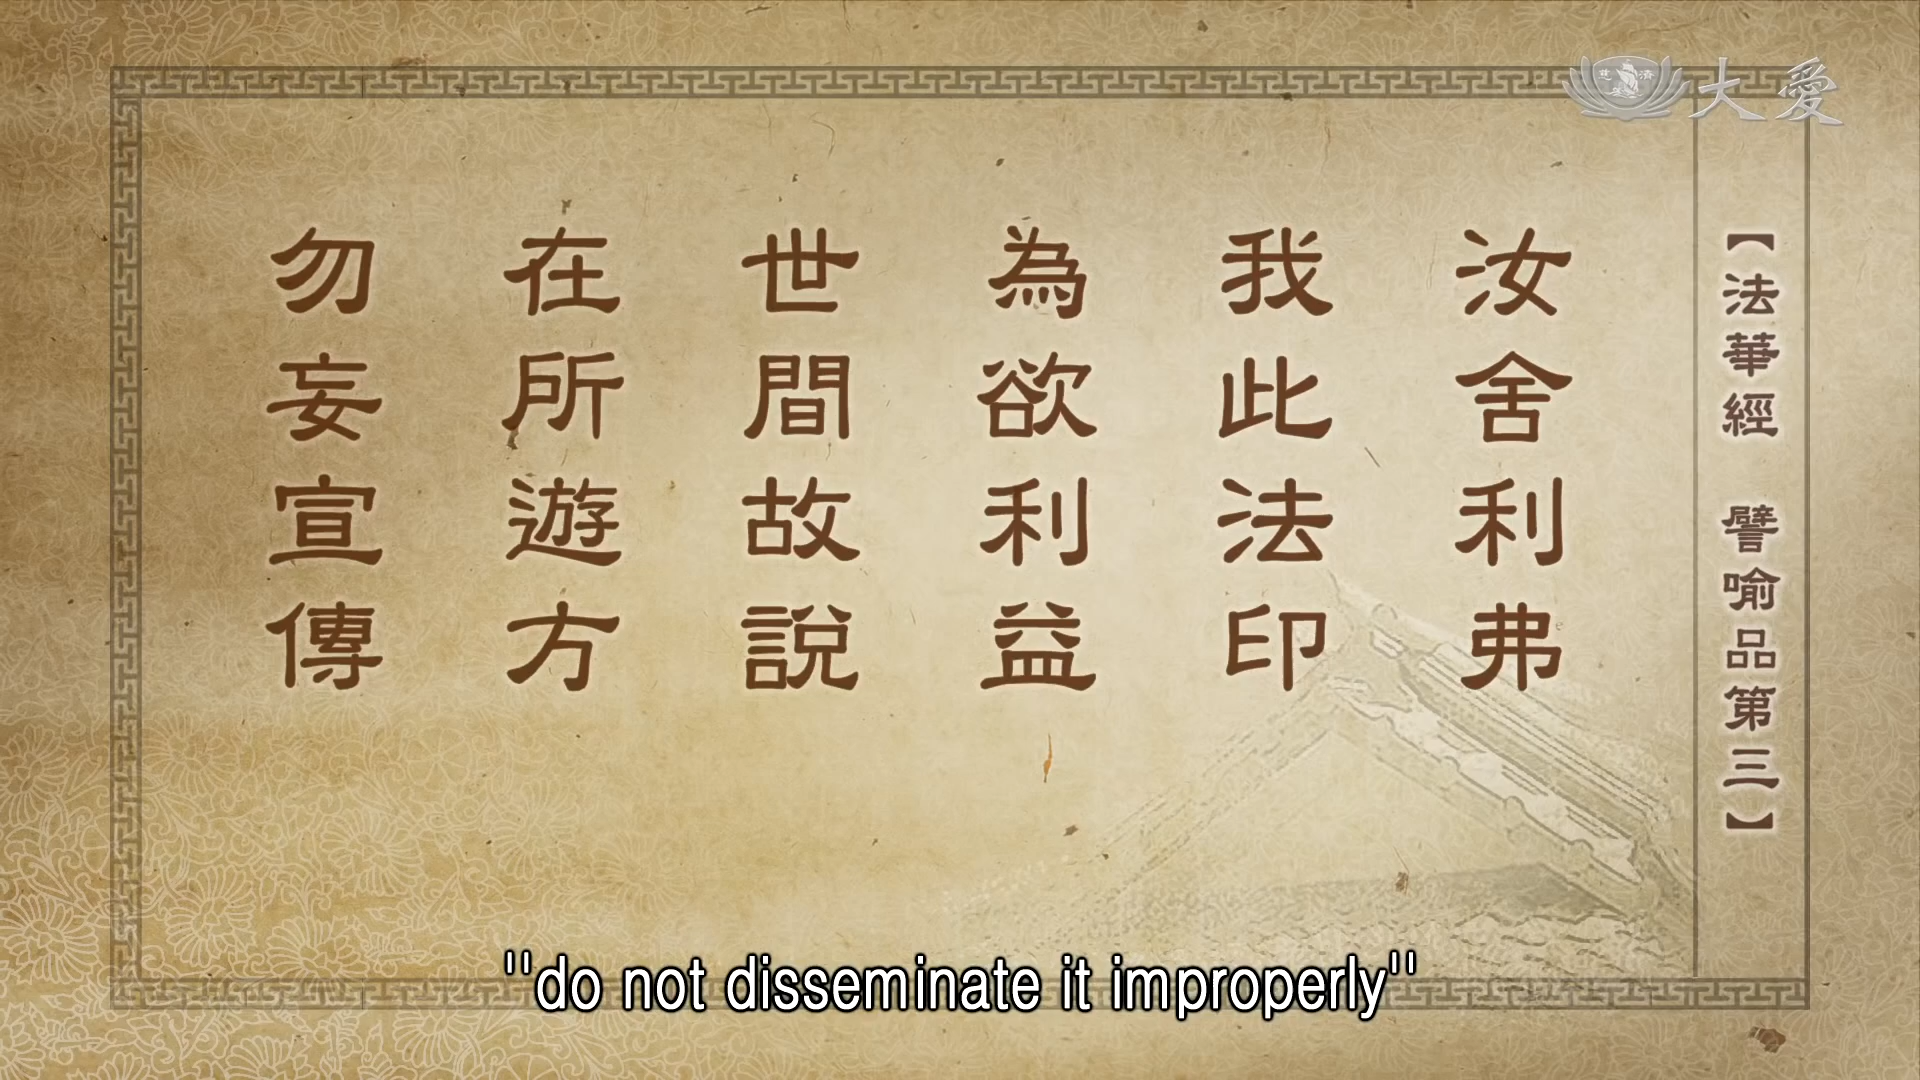 大愛
慈濟
【法華經 譬喻品第三】
汝舍利弗
我此法印
為欲利益
世間故說
在所遊方
勿妄宣傳
"do not disseminate it improperly"